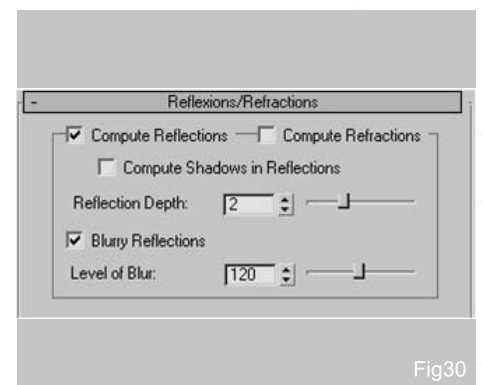 - Reflexions/Refractions
Compute Reflections Compute Refractions
Compute Shadows in Reflections
Reflection Depth: 2
Blurry Reflections
Level of Blur: 120
Fig30